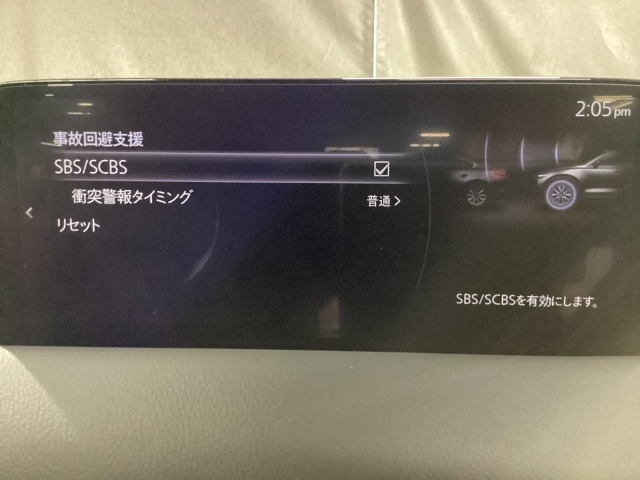 2:05pm
事故回避支援
SBS/SCBS
衝突警報タイミング 普通 >
リセット
SBS/SCBSを有効にします。